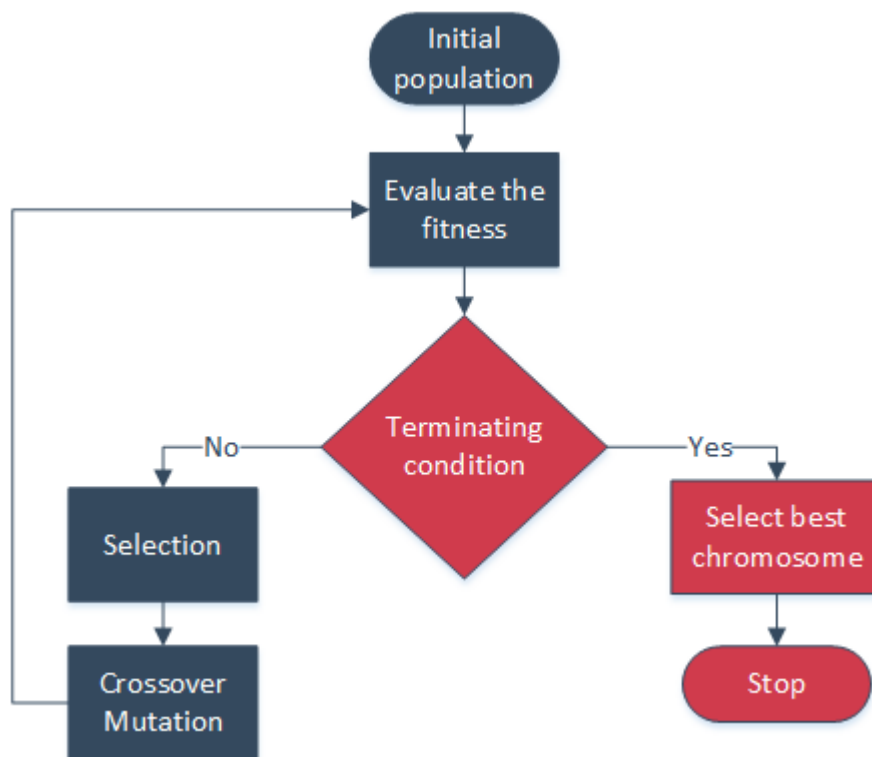 Initial
population
Evaluate the
fitness
Terminating
condition
No
Yes
Selection
Select best
chromosome
Crossover
Mutation
Stop